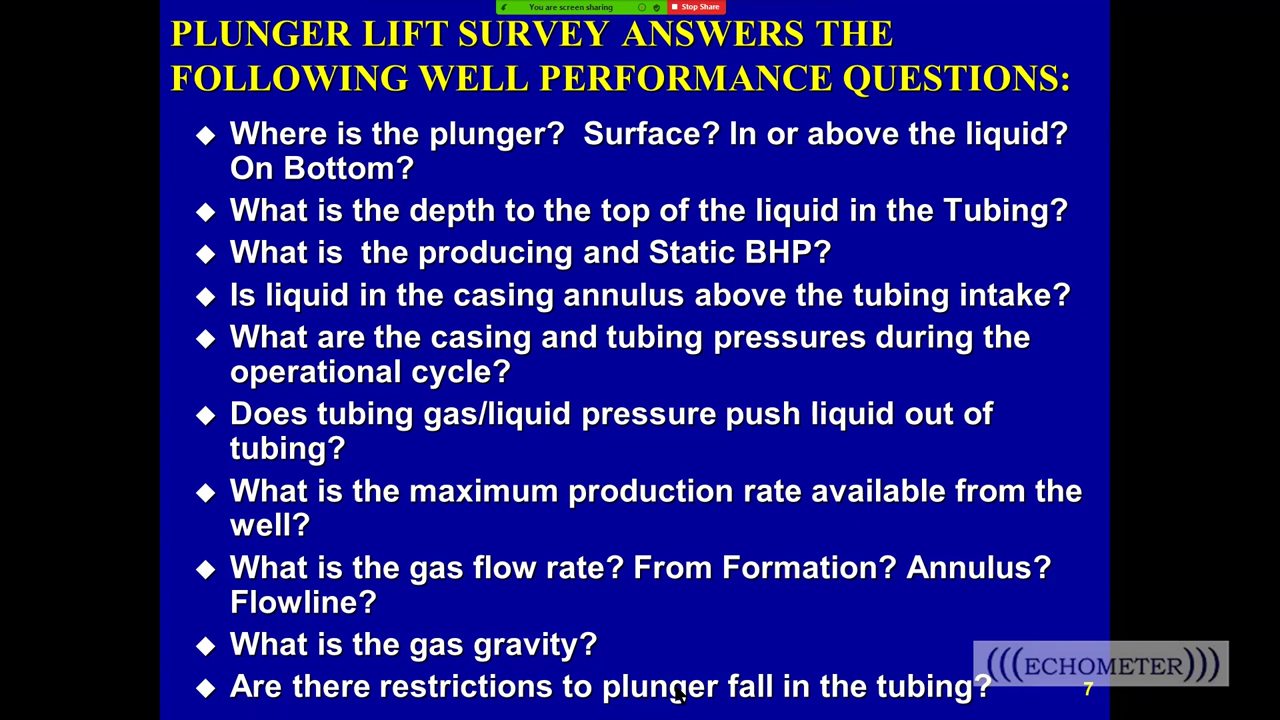 You are screen sharing
Stop Share
PLUNGER LIFT SURVEY ANSWERS THE
FOLLOWING WELL PERFORMANCE QUESTIONS:
Where is the plunger?  Surface? In or above the liquid?
On Bottom?
What is the depth to the top of the liquid in the Tubing?
What is  the producing and Static BHP?
Is liquid in the casing annulus above the tubing intake?
What are the casing and tubing pressures during the
operational cycle?
Does tubing gas/liquid pressure push liquid out of
tubing?
What is the maximum production rate available from the
well?
What is the gas flow rate? From Formation? Annulus?
Flowline?
What is the gas gravity?
Are there restrictions to plunger fall in the tubing?
(((ECHOMETER)))
7